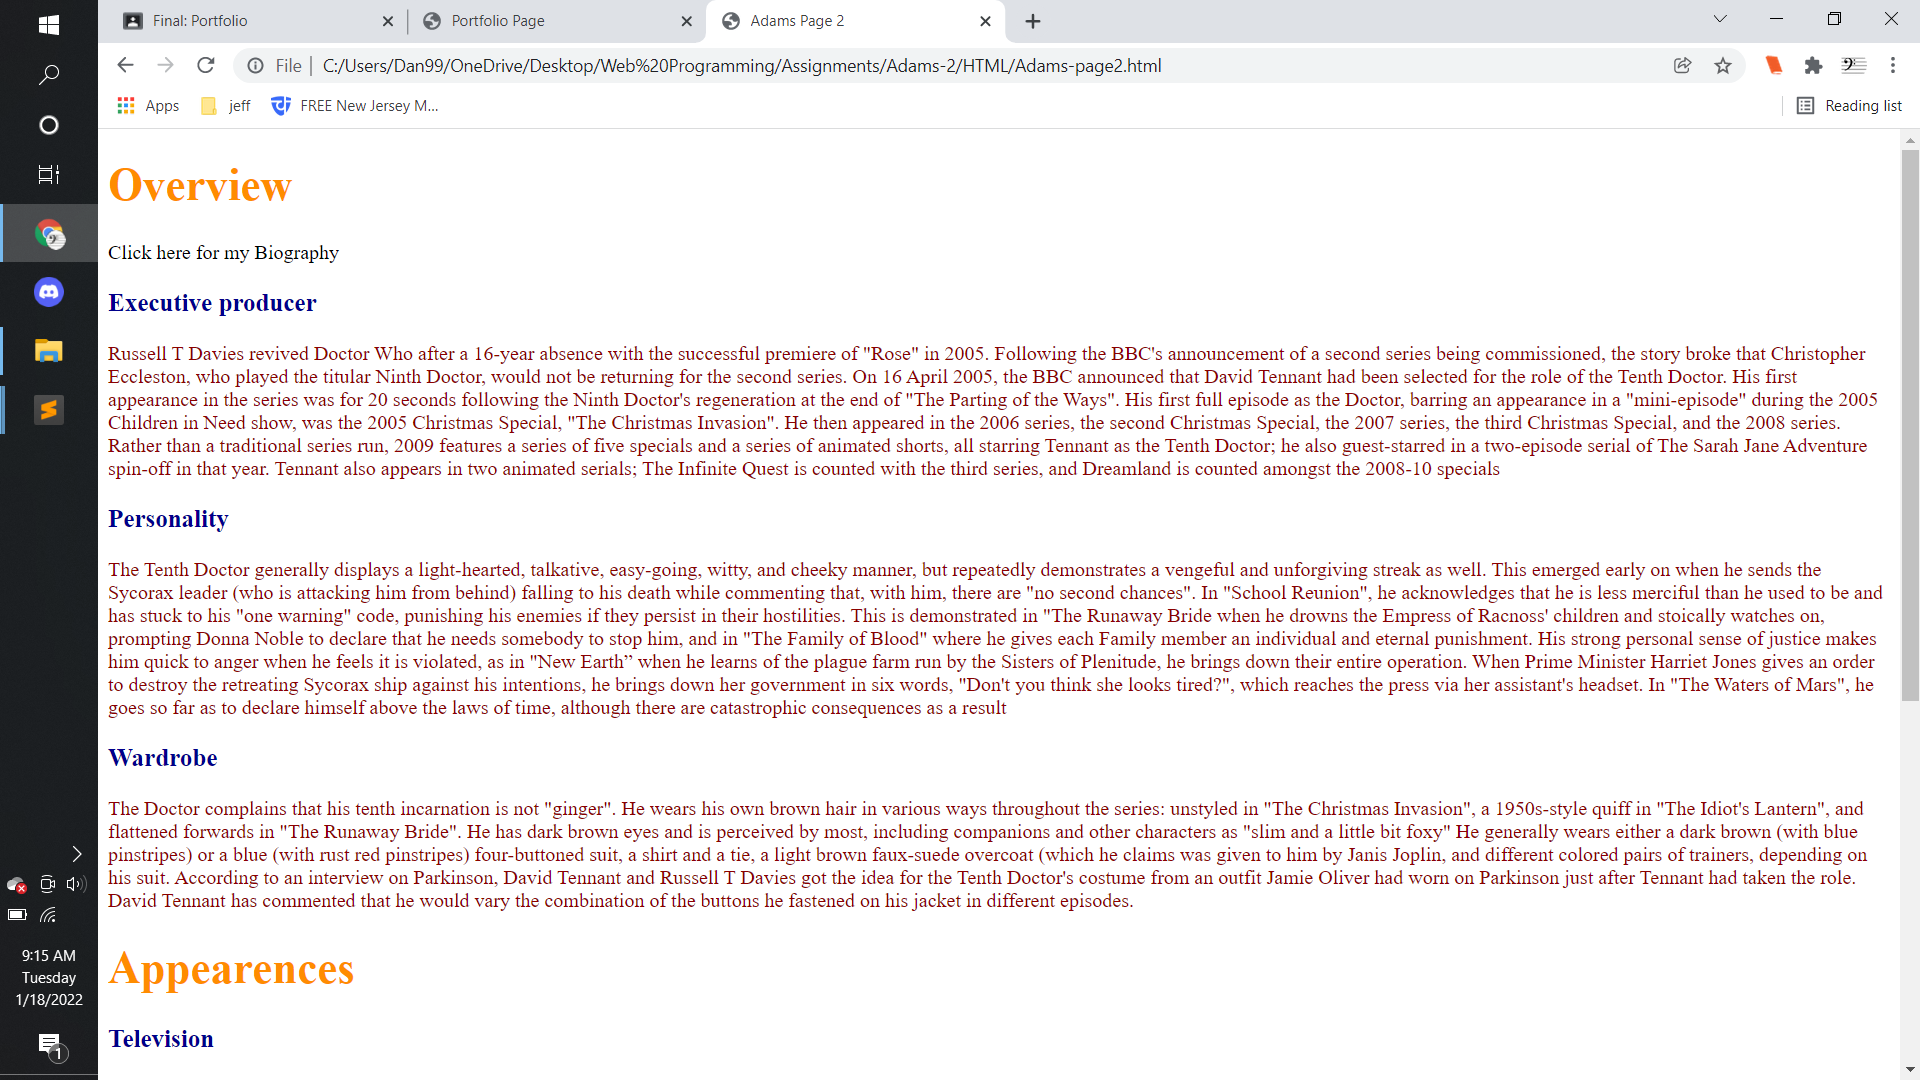 Final: Portfolio
Portfolio Page
Adams Page 2
File | C:/Users/Dan99/OneDrive/Desktop/Web%20Programming/Assignments/Adams-2/HTML/Adams-page2.html
Apps
jeff
FREE New Jersey M...
Reading list
Overview
Click here for my Biography
Executive producer
Russell T Davies revived Doctor Who after a 16-year absence with the successful premiere of "Rose" in 2005. Following the BBC's announcement of a second series being commissioned, the story broke that Christopher
Eccleston, who played the titular Ninth Doctor, would not be returning for the second series. On 16 April 2005, the BBC announced that David Tennant had been selected for the role of the Tenth Doctor. His first
appearance in the series was for 20 seconds following the Ninth Doctor's regeneration at the end of "The Parting of the Ways". His first full episode as the Doctor, barring an appearance in a "mini-episode" during the 2005
Children in Need show, was the 2005 Christmas Special, "The Christmas Invasion". He then appeared in the 2006 series, the second Christmas Special, the 2007 series, the third Christmas Special, and the 2008 series.
Rather than a traditional series run, 2009 features a series of five specials and a series of animated shorts, all starring Tennant as the Tenth Doctor; he also guest-starred in a two-episode serial of The Sarah Jane Adventure
spin-off in that year. Tennant also appears in two animated serials; The Infinite Quest is counted with the third series, and Dreamland is counted amongst the 2008-10 specials
Personality
The Tenth Doctor generally displays a light-hearted, talkative, easy-going, witty, and cheeky manner, but repeatedly demonstrates a vengeful and unforgiving streak as well. This emerged early on when he sends the
Sycorax leader (who is attacking him from behind) falling to his death while commenting that, with him, there are "no second chances". In "School Reunion", he acknowledges that he is less merciful than he used to be and
has stuck to his "one warning" code, punishing his enemies if they persist in their hostilities. This is demonstrated in "The Runaway Bride when he drowns the Empress of Racnoss' children and stoically watches on,
prompting Donna Noble to declare that he needs somebody to stop him, and in "The Family of Blood" where he gives each Family member an individual and eternal punishment. His strong personal sense of justice makes
him quick to anger when he feels it is violated, as in "New Earth” when he learns of the plague farm run by the Sisters of Plenitude, he brings down their entire operation. When Prime Minister Harriet Jones gives an order
to destroy the retreating Sycorax ship against his intentions, he brings down her government in six words, "Don't you think she looks tired?", which reaches the press via her assistant's headset. In "The Waters of Mars", he
goes so far as to declare himself above the laws of time, although there are catastrophic consequences as a result
Wardrobe
The Doctor complains that his tenth incarnation is not "ginger". He wears his own brown hair in various ways throughout the series: unstyled in "The Christmas Invasion", a 1950s-style quiff in "The Idiot's Lantern", and
flattened forwards in "The Runaway Bride". He has dark brown eyes and is perceived by most, including companions and other characters as "slim and a little bit foxy" He generally wears either a dark brown (with blue
pinstripes) or a blue (with rust red pinstripes) four-buttoned suit, a shirt and a tie, a light brown faux-suede overcoat (which he claims was given to him by Janis Joplin, and different colored pairs of trainers, depending on
his suit. According to an interview on Parkinson, David Tennant and Russell T Davies got the idea for the Tenth Doctor's costume from an outfit Jamie Oliver had worn on Parkinson just after Tennant had taken the role.
David Tennant has commented that he would vary the combination of the buttons he fastened on his jacket in different episodes.
Appearences
Television
9:15 AM
Tuesday
1/18/2022
1